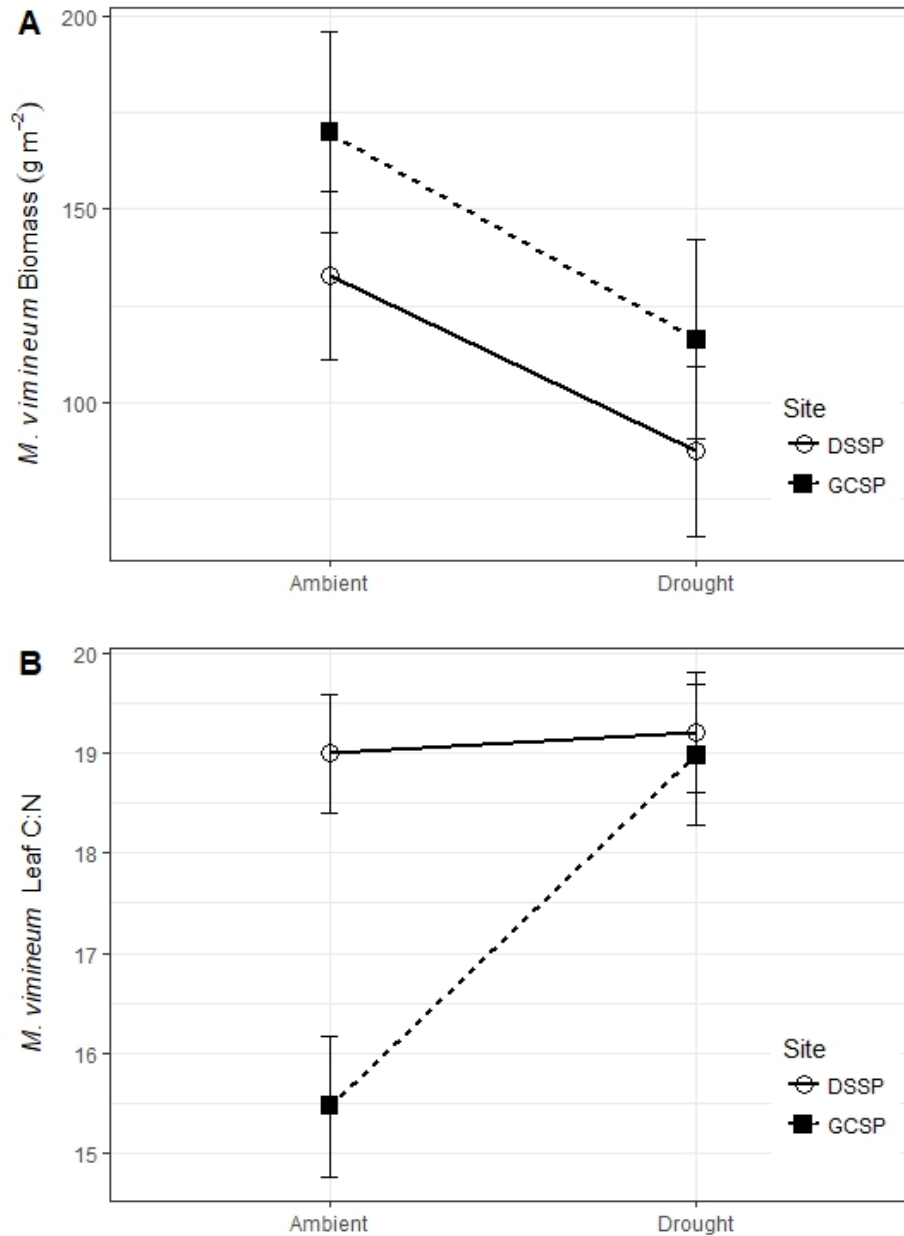 A
M. vimineum Biomass (g m⁻²)
200
150
100
Ambient
Drought
Site
DSSP
GCSP
B
M. vimineum Leaf C:N
20
19
18
17
16
15
Ambient
Drought
Site
DSSP
GCSP